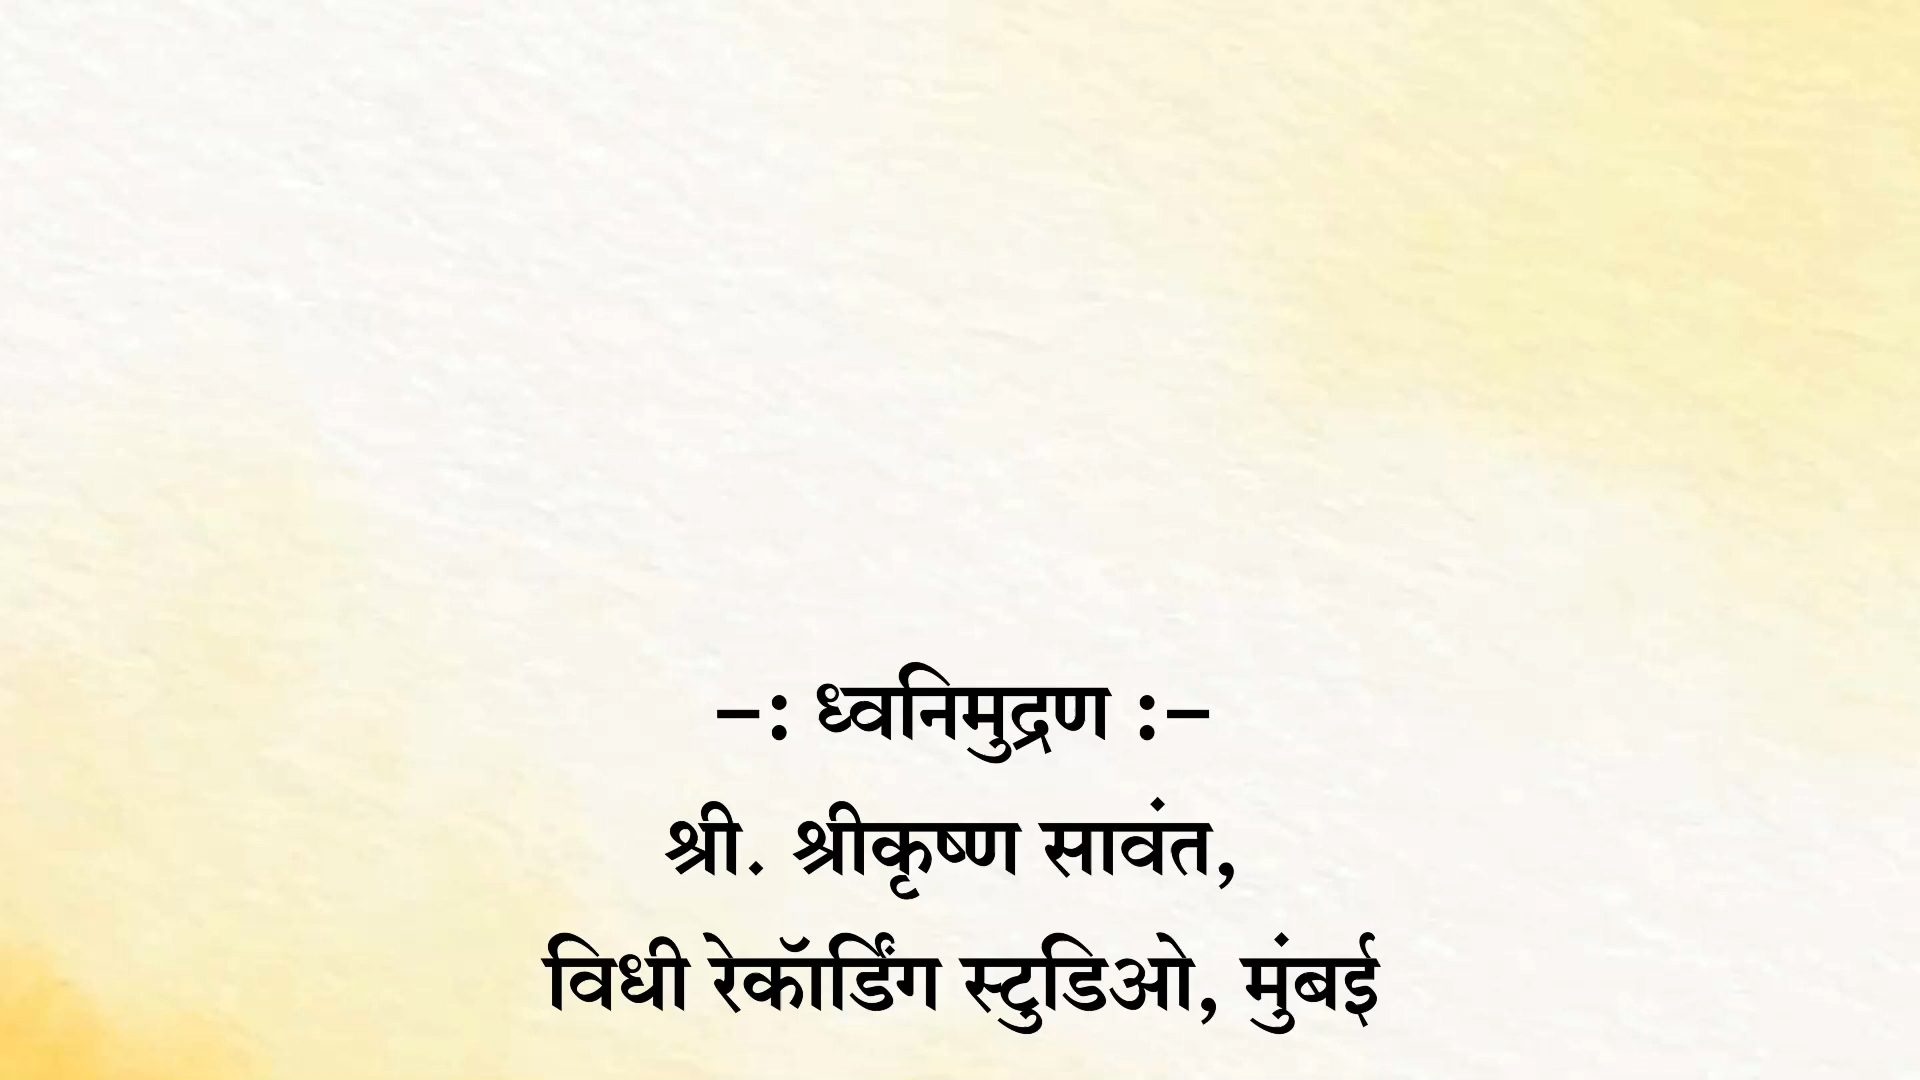 –: ध्वनिमुद्रण :–
श्री. श्रीकृष्ण सावंत,
विधी रेकॉर्डिंग स्टुडिओ, मुंबई